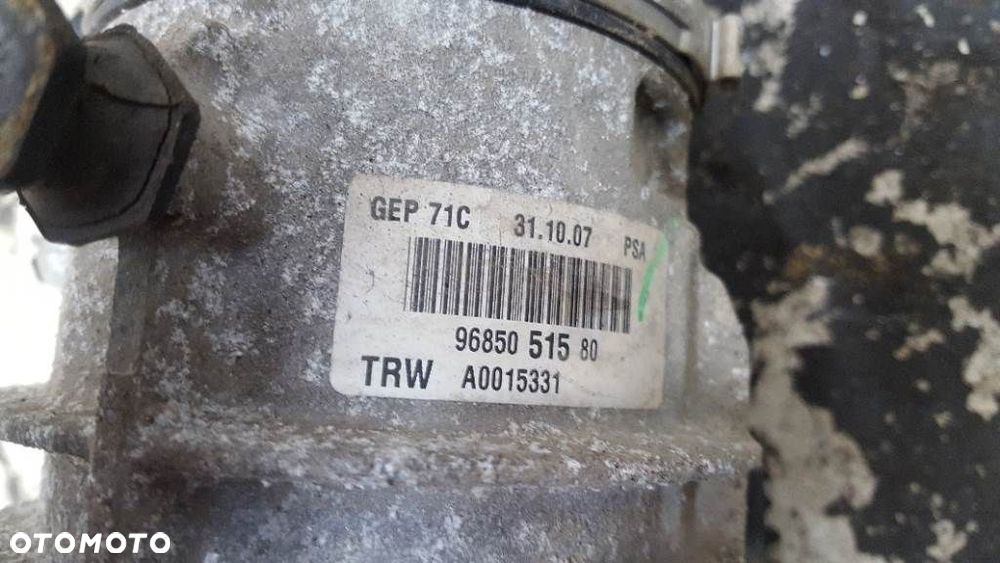 GEP 71C 31.10.07 PSA
96850 515 80
TRW A0015331
OTOMOTO